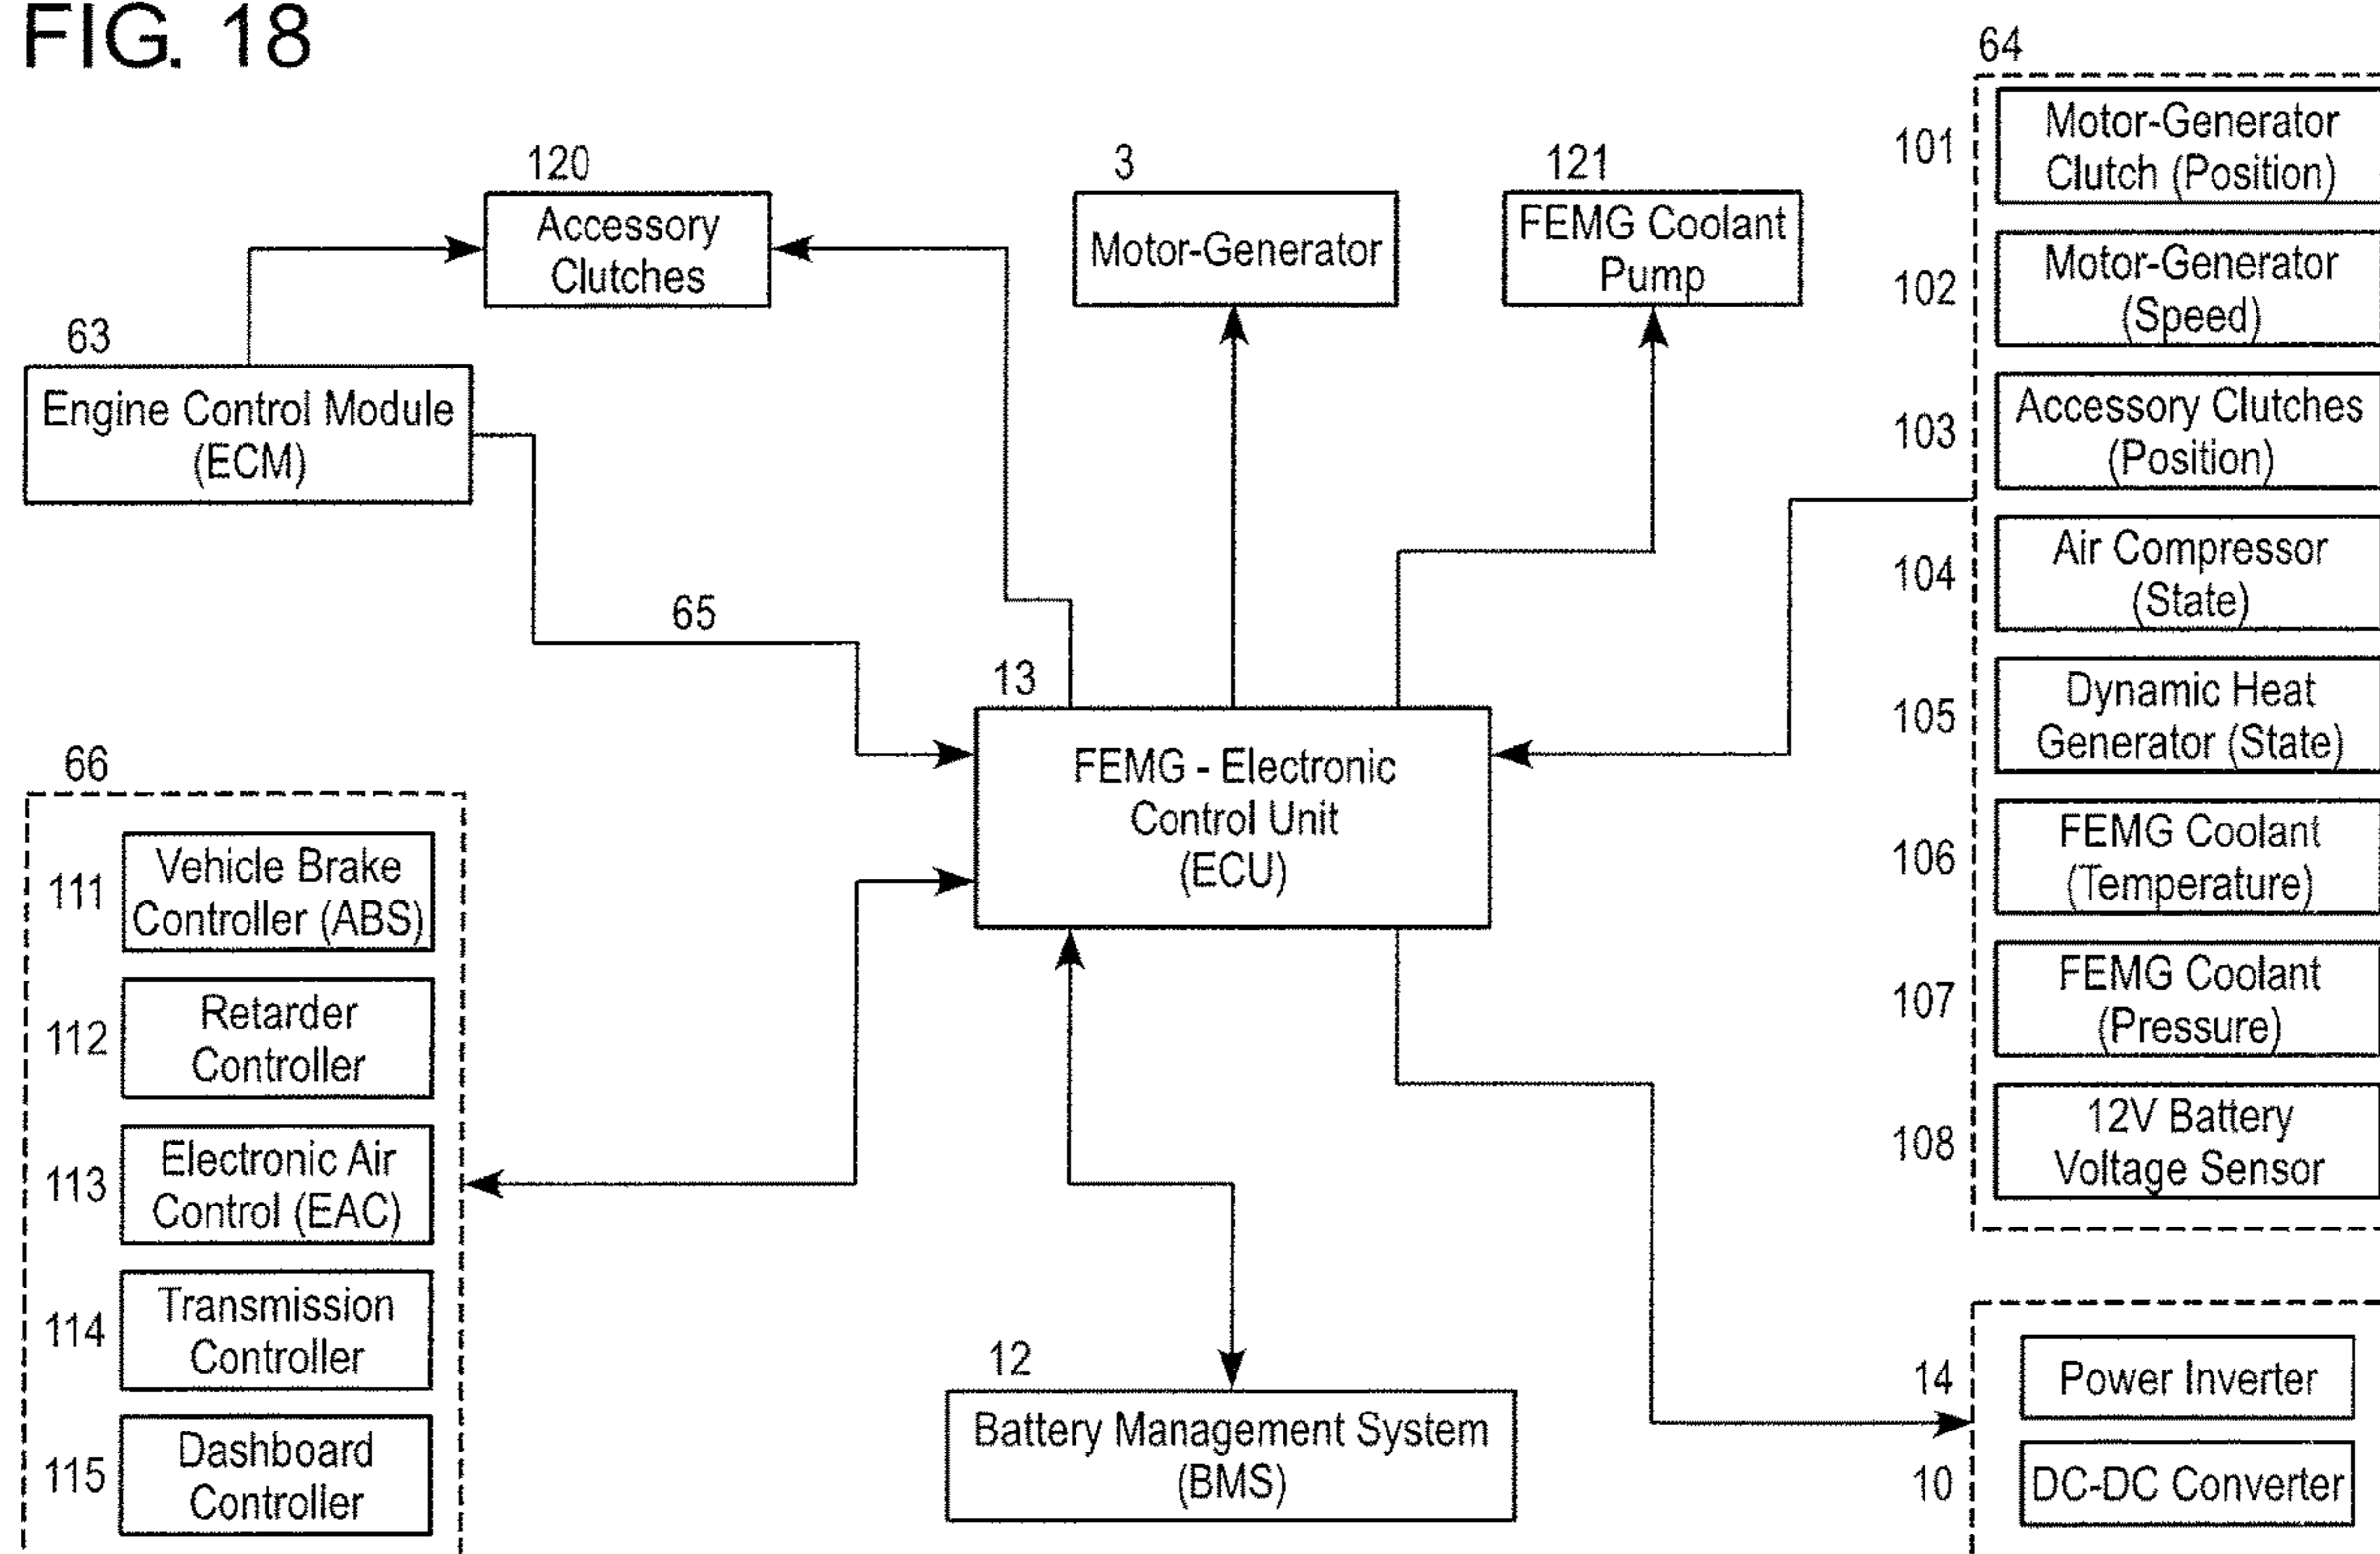 FIG. 18
120
Accessory
Clutches
3
Motor-Generator
121
FEMG Coolant
Pump
63
Engine Control Module
(ECM)
65
13
FEMG - Electronic
Control Unit
(ECU)
66
111
Vehicle Brake
Controller (ABS)
112
Retarder
Controller
113
Electronic Air
Control (EAC)
114
Transmission
Controller
115
Dashboard
Controller
12
Battery Management System
(BMS)
64
101
Motor-Generator
Clutch (Position)
102
Motor-Generator
(Speed)
103
Accessory Clutches
(Position)
104
Air Compressor
(State)
105
Dynamic Heat
Generator (State)
106
FEMG Coolant
(Temperature)
107
FEMG Coolant
(Pressure)
108
12V Battery
Voltage Sensor
14
Power Inverter
10
DC-DC Converter